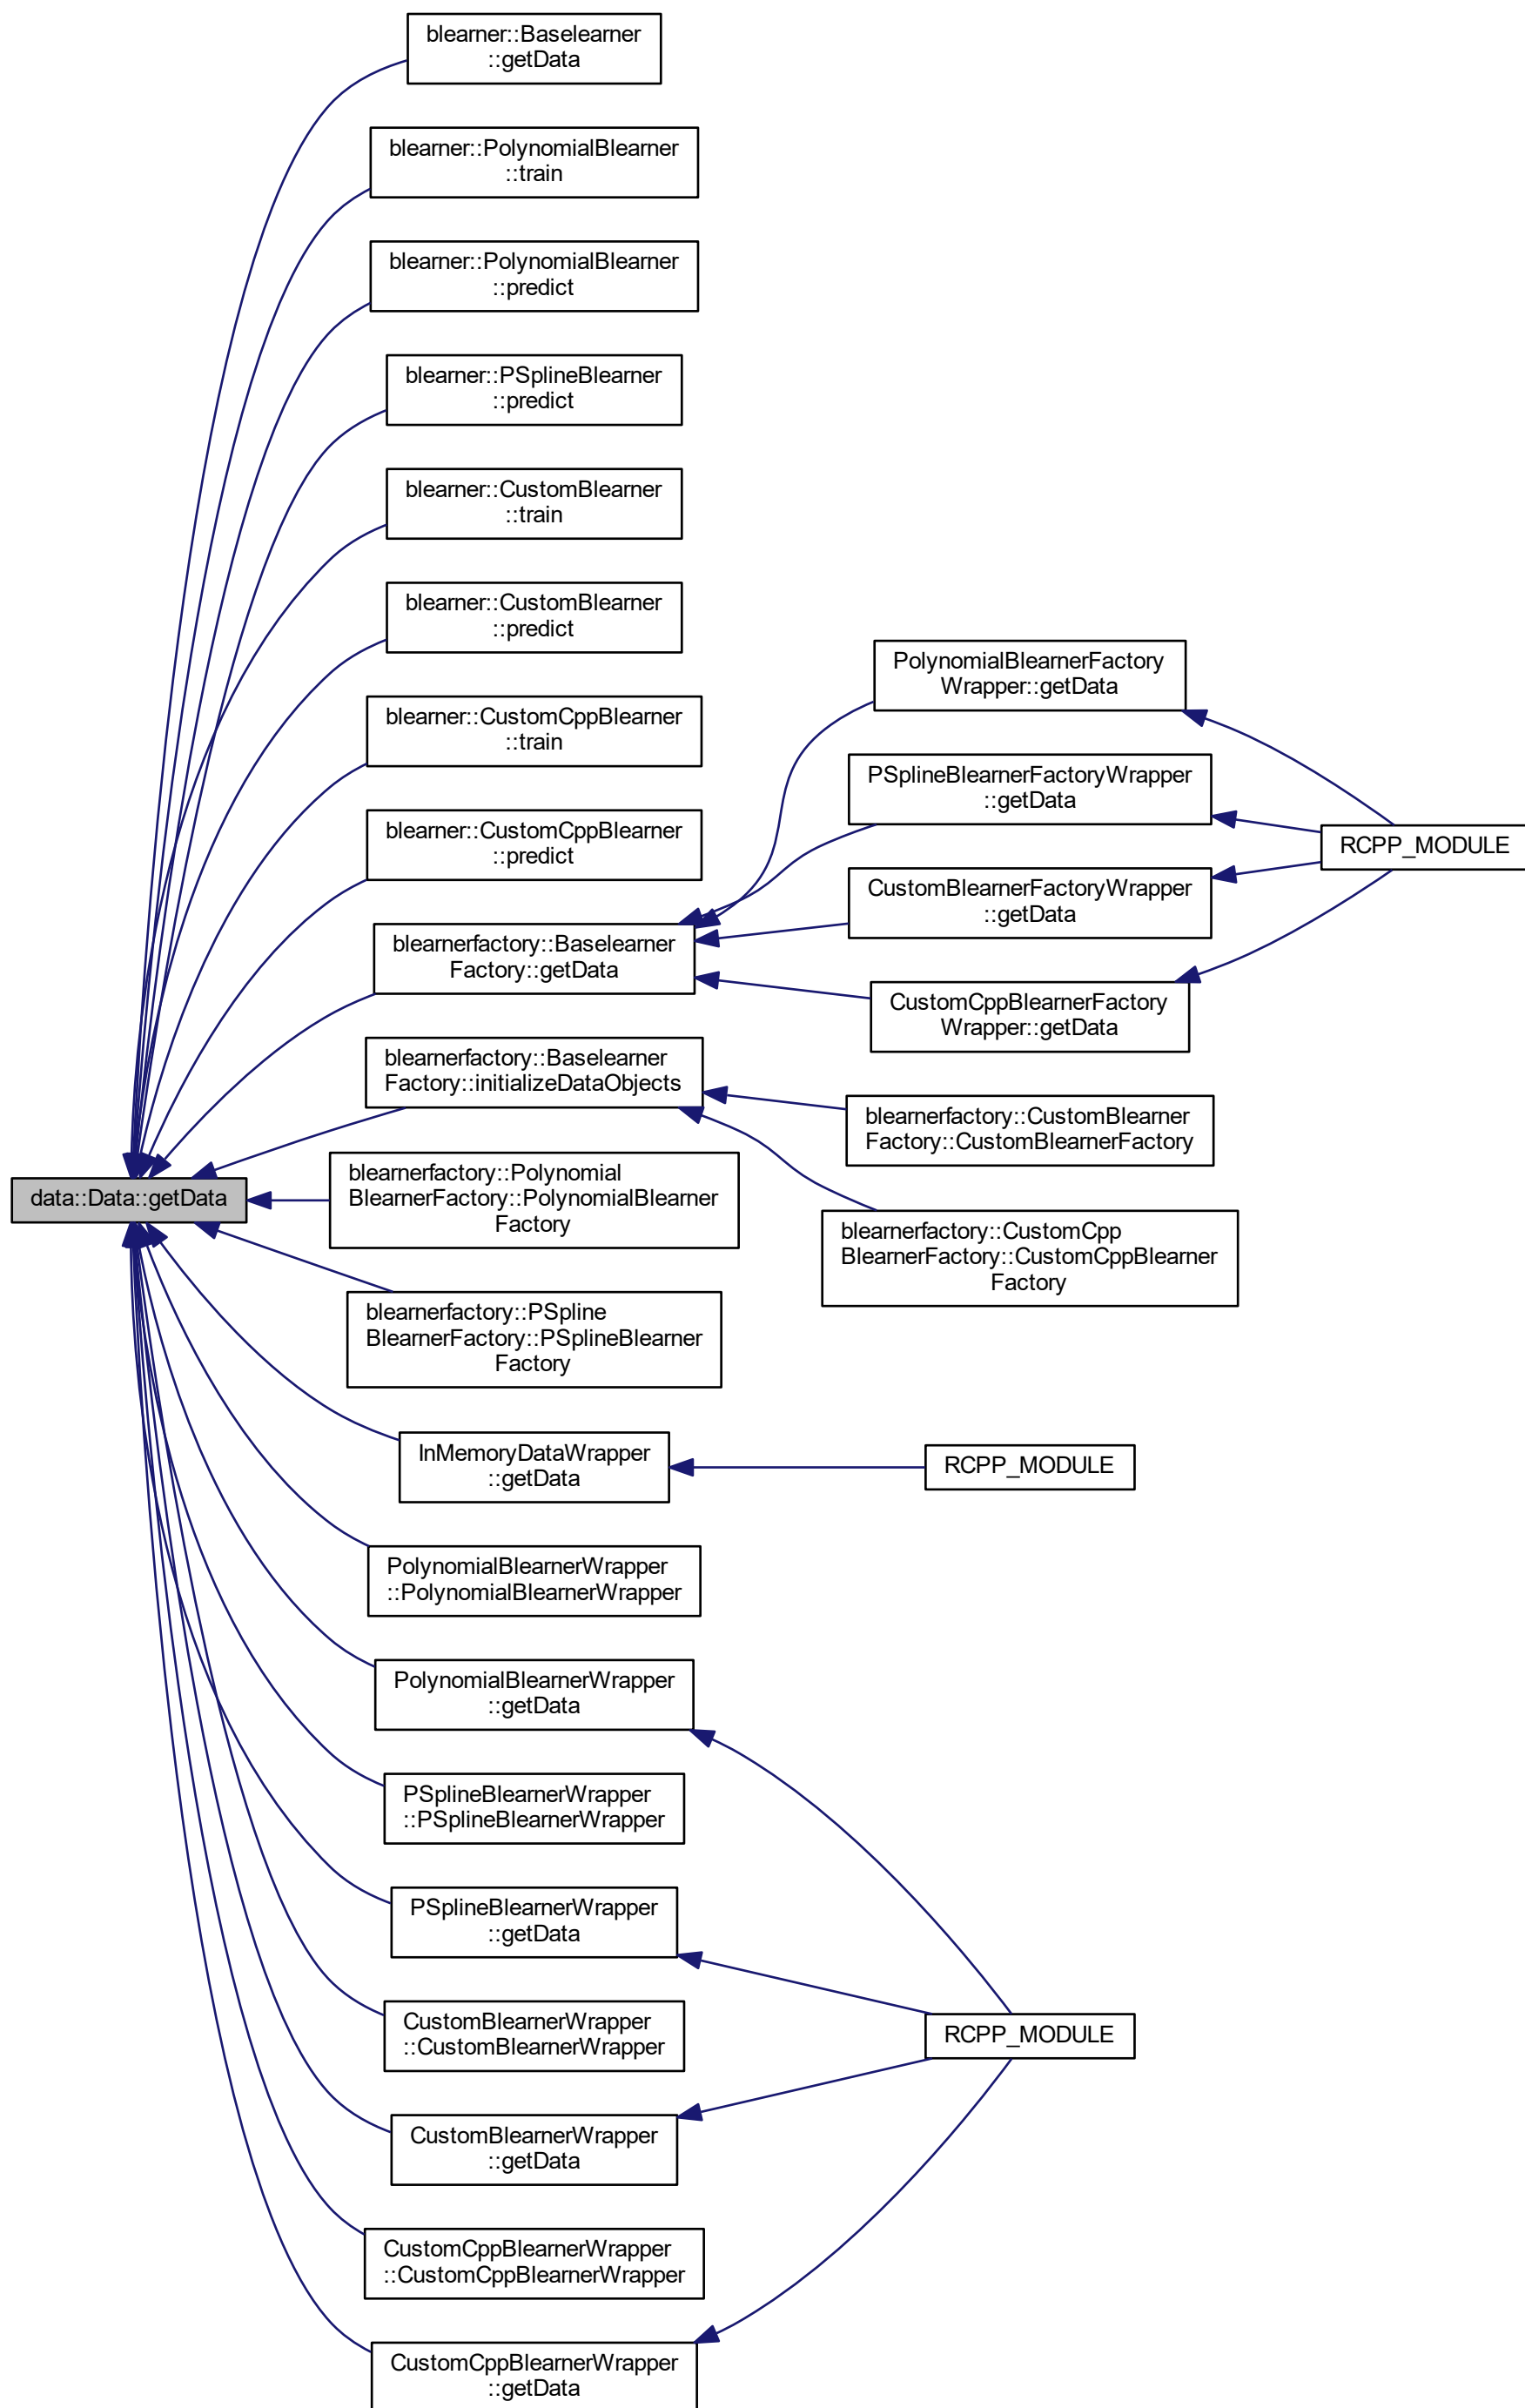 blearner::Baselearner
::getData
blearner::PolynomialBlearner
::train
blearner::PolynomialBlearner
::predict
blearner::PSplineBlearner
::predict
blearner::CustomBlearner
::train
blearner::CustomBlearner
::predict
blearner::CustomCppBlearner
::train
blearner::CustomCppBlearner
::predict
blearnerfactory::Baselearner
Factory::getData
PolynomialBlearnerFactory
Wrapper::getData
PSplineBlearnerFactoryWrapper
::getData
CustomBlearnerFactoryWrapper
::getData
CustomCppBlearnerFactory
Wrapper::getData
RCPP_MODULE
blearnerfactory::Baselearner
Factory::initializeDataObjects
blearnerfactory::CustomBlearner
Factory::CustomBlearnerFactory
blearnerfactory::CustomCpp
BlearnerFactory::CustomCppBlearner
Factory
data::Data::getData
blearnerfactory::Polynomial
BlearnerFactory::PolynomialBlearner
Factory
blearnerfactory::PSpline
BlearnerFactory::PSplineBlearner
Factory
InMemoryDataWrapper
::getData
RCPP_MODULE
PolynomialBlearnerWrapper
::PolynomialBlearnerWrapper
PolynomialBlearnerWrapper
::getData
PSplineBlearnerWrapper
::PSplineBlearnerWrapper
PSplineBlearnerWrapper
::getData
CustomBlearnerWrapper
::CustomBlearnerWrapper
RCPP_MODULE
CustomBlearnerWrapper
::getData
CustomCppBlearnerWrapper
::CustomCppBlearnerWrapper
CustomCppBlearnerWrapper
::getData